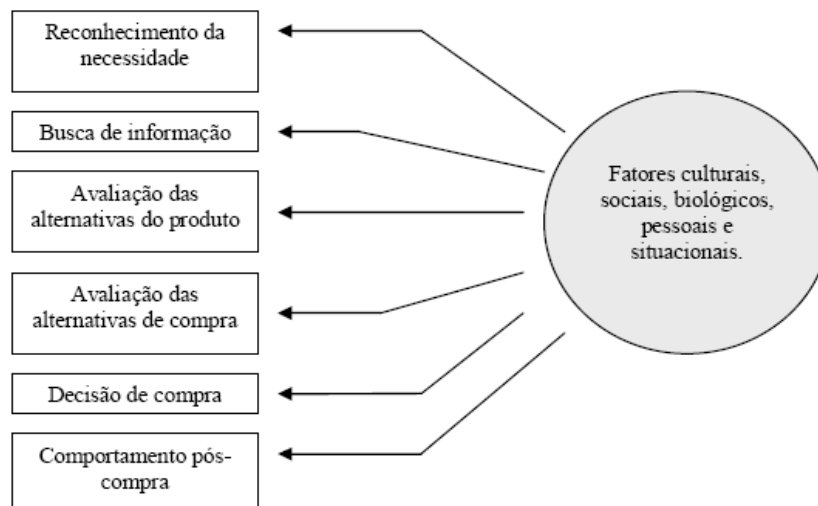 Reconhecimento da
necessidade
Busca de informação
Avaliação das
alternativas do produto
Avaliação das
alternativas de compra
Decisão de compra
Comportamento pós-
compra
Fatores culturais,
sociais, biológicos,
pessoais e
situacionais.